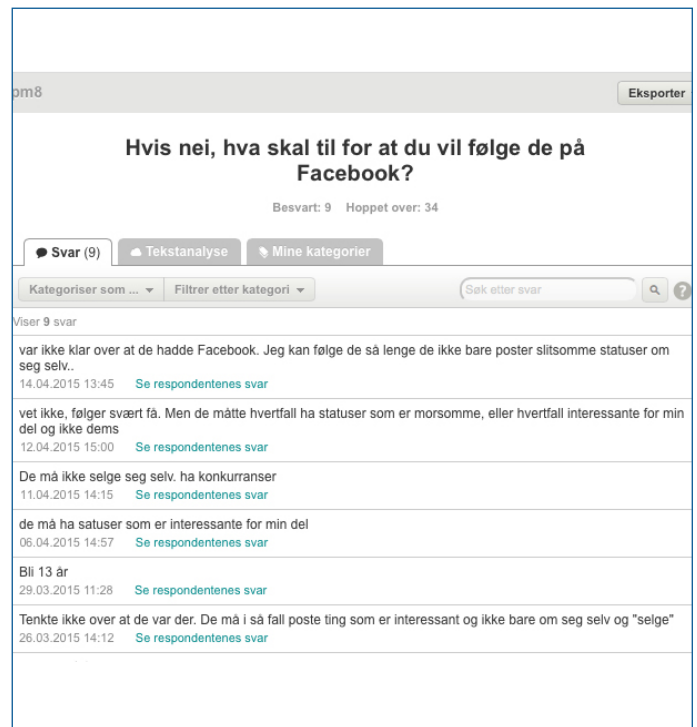 pm8
Eksporter
Hvis nei, hva skal til for at du vil følge de på
Facebook?
Besvart: 9 Hoppet over: 34
Svar (9) Tekstanalyse Mine kategorier
Kategoriser som ... Filtrer etter kategori Søk etter svar ?
Viser 9 svar
var ikke klar over at de hadde Facebook. Jeg kan følge de så lenge de ikke bare poster slitsomme statuser om
seg selv..
14.04.2015 13:45 Se respondentenes svar
vet ikke, følger svært få. Men de måtte hvertfall ha statuser som er morsomme, eller hvertfall interessante for min
del og ikke dems
12.04.2015 15:00 Se respondentenes svar
De må ikke selge seg selv. ha konkurranser
11.04.2015 14:15 Se respondentenes svar
de må ha satuser som er interessante for min del
06.04.2015 14:57 Se respondentenes svar
Bli 13 år
29.03.2015 11:28 Se respondentenes svar
Tenkte ikke over at de var der. De må i så fall poste ting som er interessant og ikke bare om seg selv og "selge"
26.03.2015 14:12 Se respondentenes svar